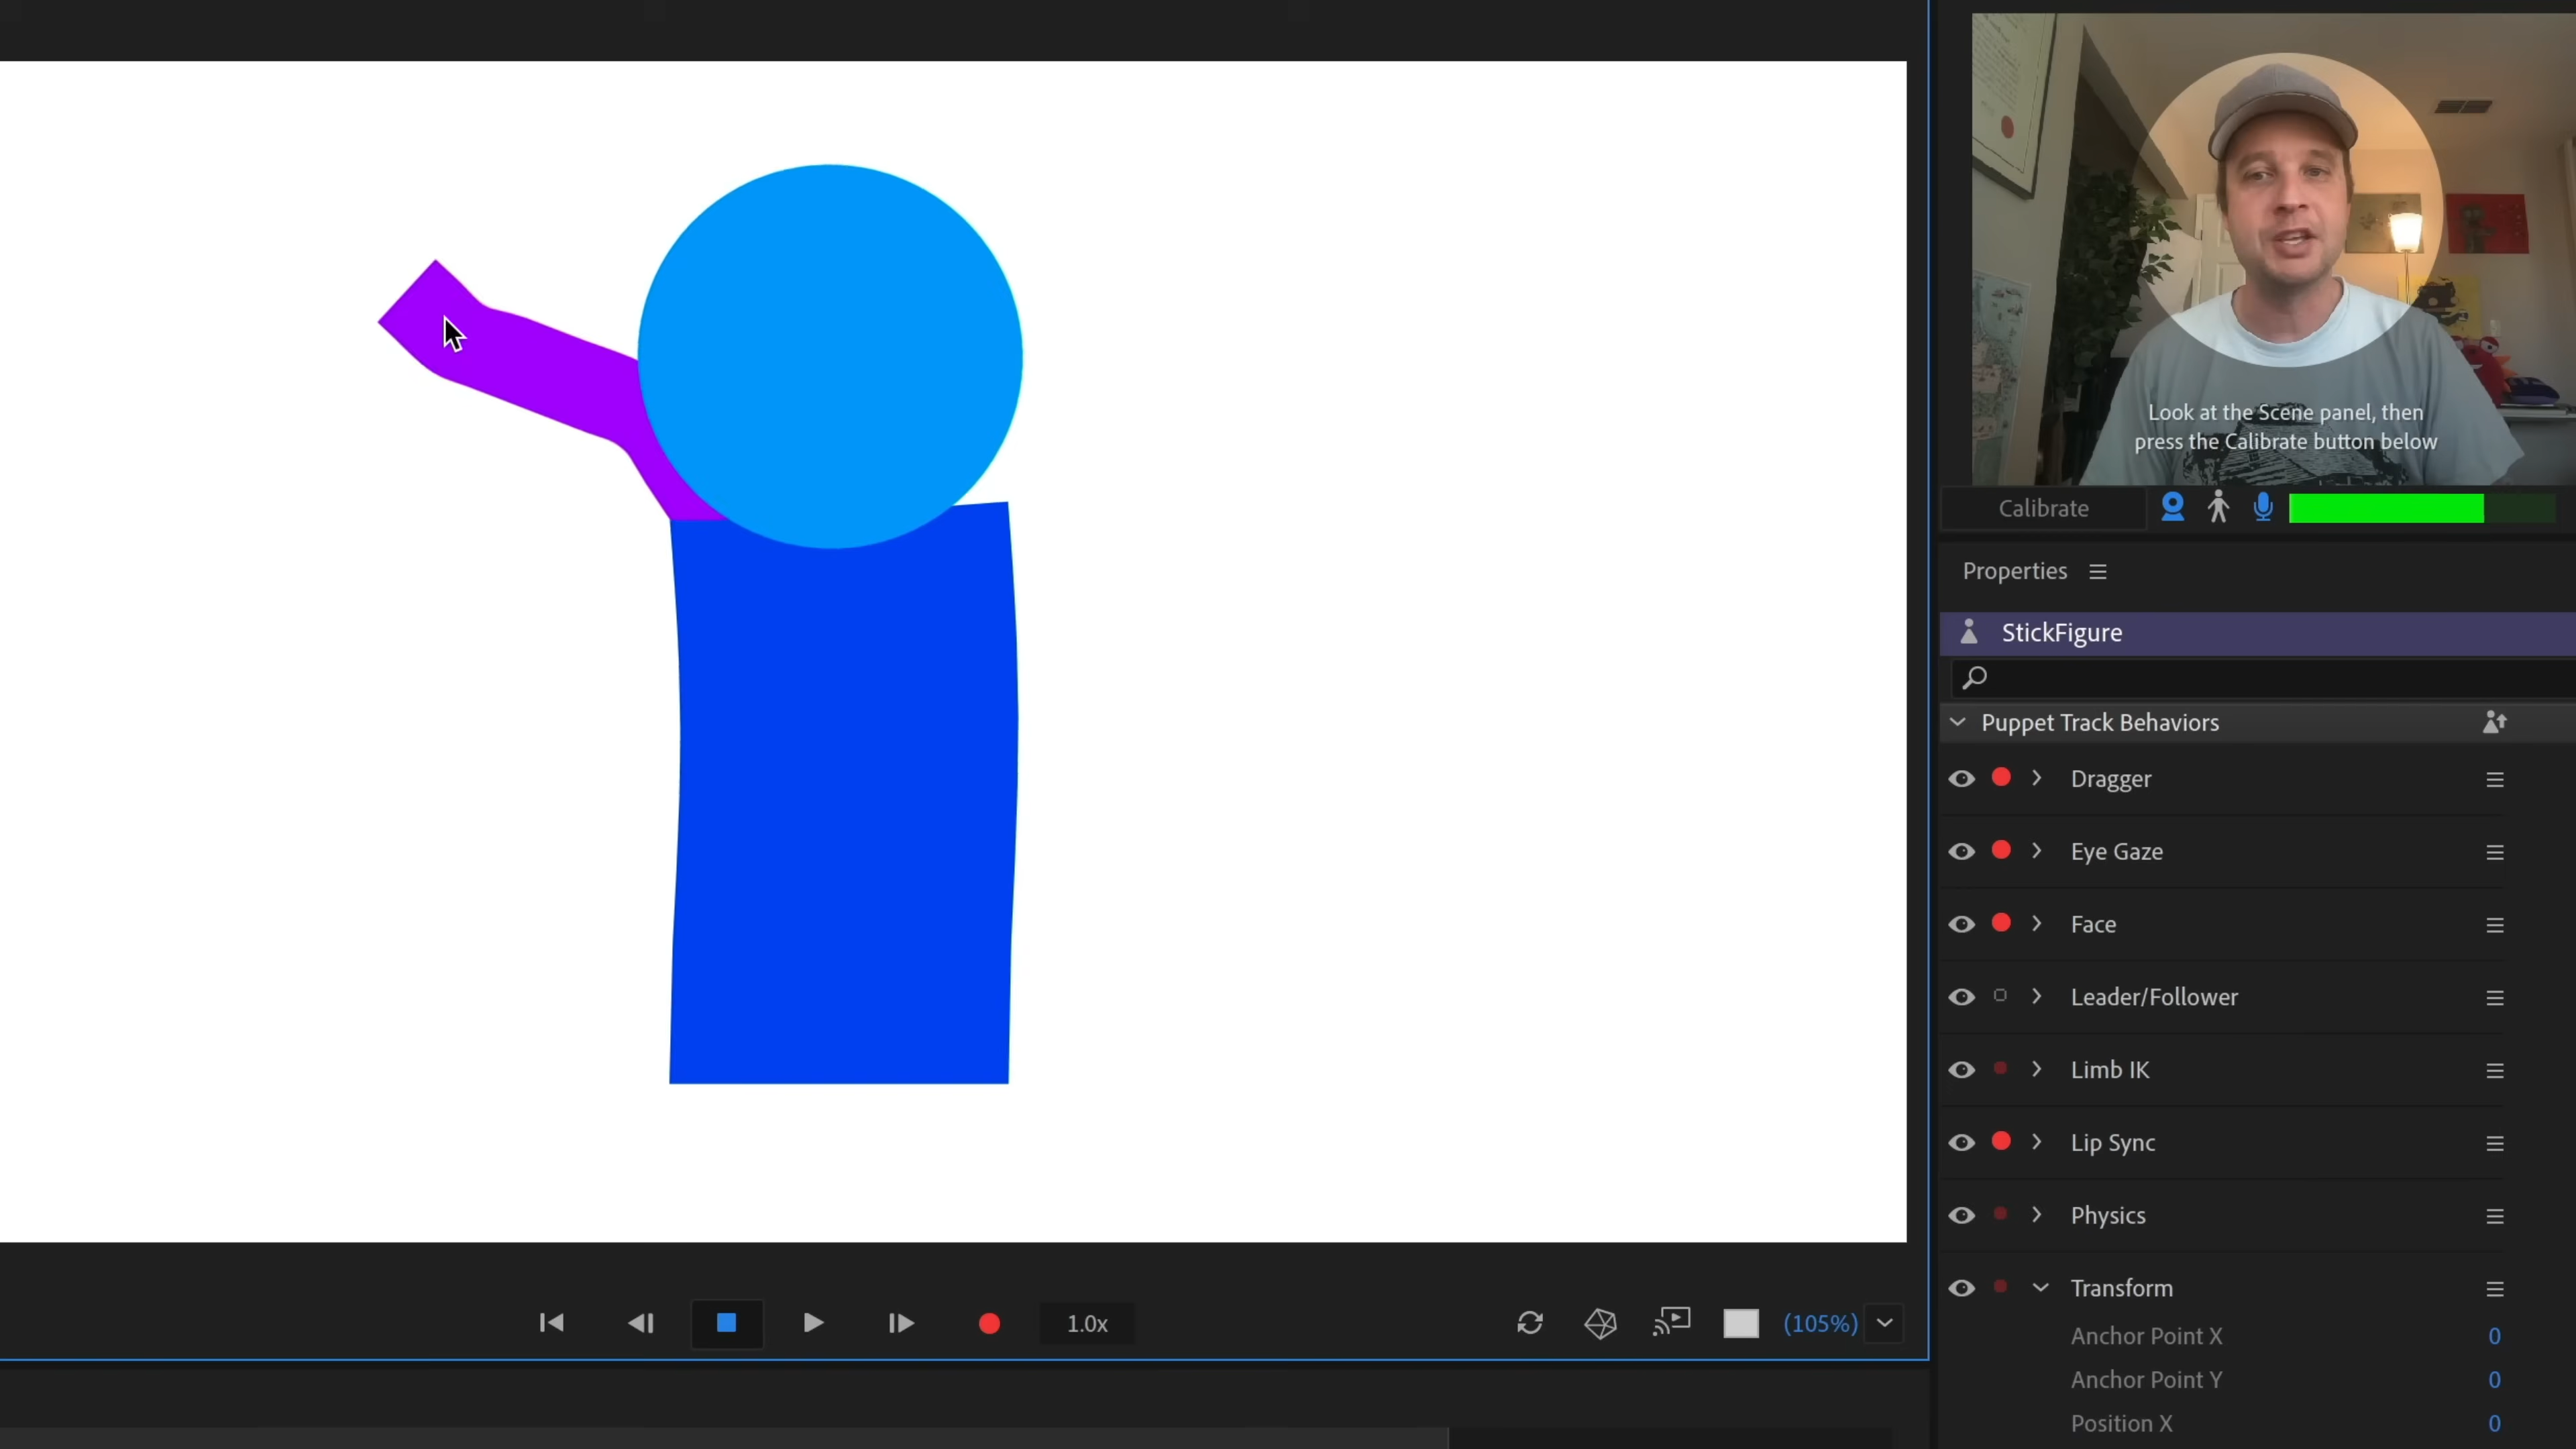 Look at the Scene panel, then
press the Calibrate button below
Calibrate
Properties
StickFigure
Puppet Track Behaviors
Dragger
Eye Gaze
Face
Leader/Follower
Limb IK
Lip Sync
Physics
Transform
Anchor Point X 0
Anchor Point Y 0
Position X 0
1.0x
(105%)